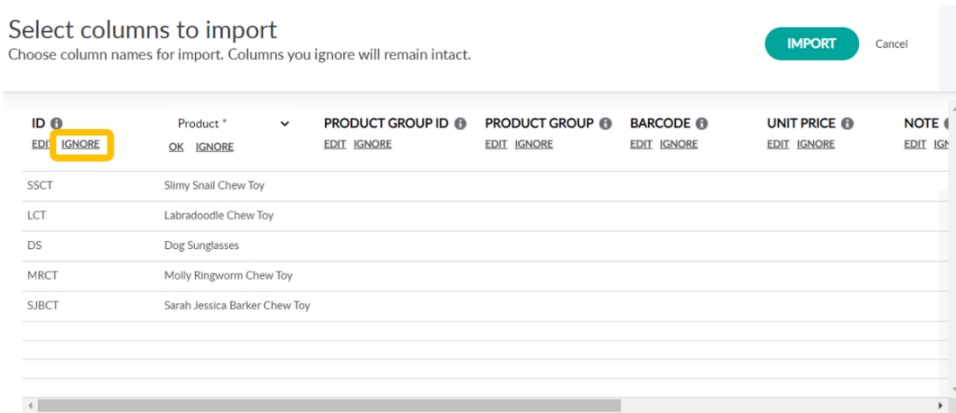 Select columns to import
Choose column names for import. Columns you ignore will remain intact.
IMPORT Cancel
ID Product * PRODUCT GROUP ID PRODUCT GROUP BARCODE UNIT PRICE NOTE
EDIT IGNORE OK IGNORE EDIT IGNORE EDIT IGNORE EDIT IGNORE EDIT IGNORE EDIT IGN
SSCT Slimy Snail Chew Toy
LCT Labradoodle Chew Toy
DS Dog Sunglasses
MRCT Molly Ringworm Chew Toy
SJBCT Sarah Jessica Barker Chew Toy